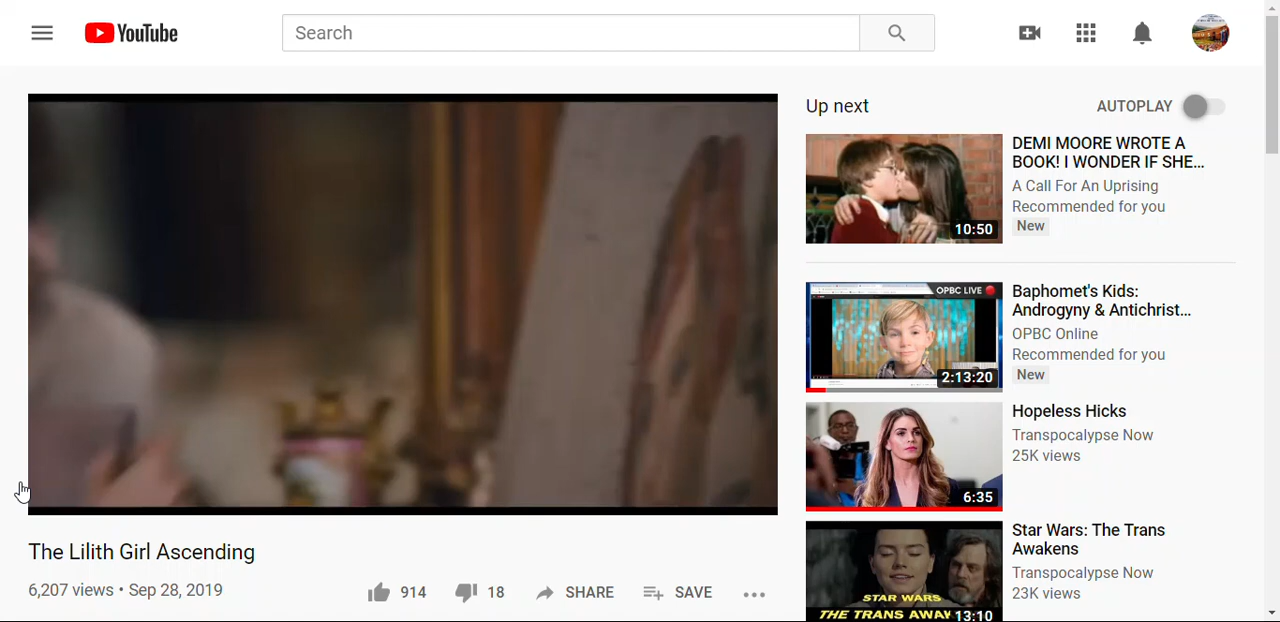 YouTube
Search
Up next
AUTOPLAY
DEMI MOORE WROTE A
BOOK! I WONDER IF SHE...
A Call For An Uprising
Recommended for you
New
10:50
OPBC LIVE
Baphomet's Kids:
Androgyny & Antichrist...
OPBC Online
Recommended for you
New
2:13:20
Hopeless Hicks
Transpocalypse Now
25K views
6:35
Star Wars: The Trans
Awakens
Transpocalypse Now
23K views
STAR WARS
THE TRANS AWAK
13:10
The Lilith Girl Ascending
6,207 views • Sep 28, 2019
914
18
SHARE
SAVE